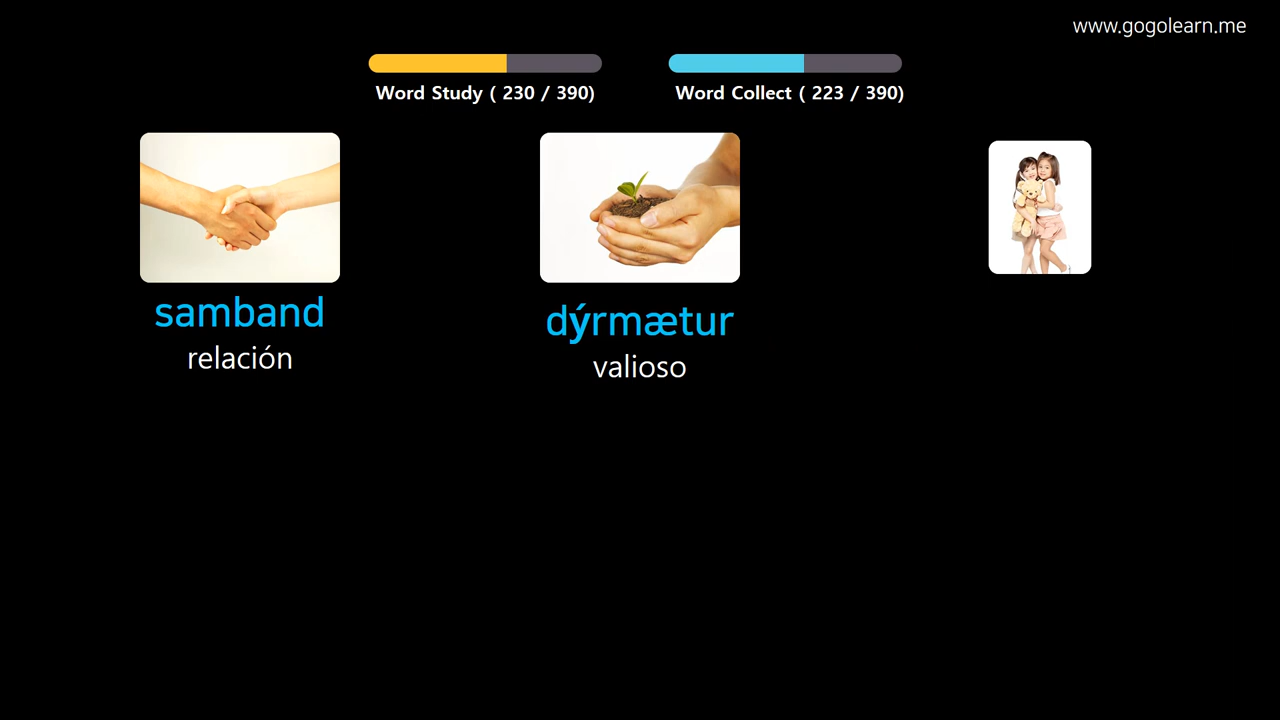 www.gogolearn.me
Word Study ( 230 / 390)
Word Collect ( 223 / 390)
samband
relación
dýrmætur
valioso